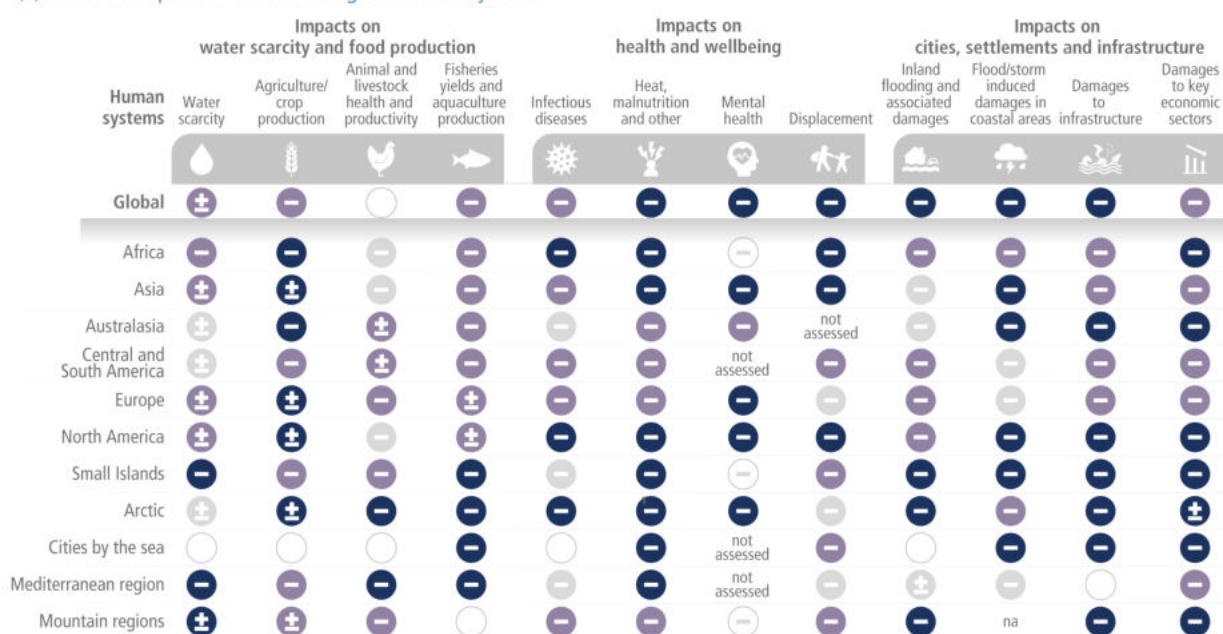 Impacts on
water scarcity and food production
Impacts on
health and wellbeing
Impacts on
cities, settlements and infrastructure
Human
systems
Water
scarcity
Agriculture/
crop
production
Animal and
livestock
health and
productivity
Fisheries
yields and
aquaculture
production
Infectious
diseases
Heat,
malnutrition
and other
Mental
health
Displacement
Inland
flooding and
associated
damages
Flood/storm
induced
damages in
coastal areas
Damages
to
infrastructure
Damages
to key
economic
sectors
Global
Africa
Asia
Australasia
not
assessed
Central and
South America
not
assessed
Europe
North America
Small Islands
Arctic
Cities by the sea
not
assessed
Mediterranean region
not
assessed
Mountain regions
na